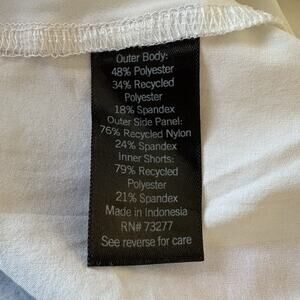 Outer Body:
48% Polyester
34% Recycled
Polyester
18% Spandex
Outer Side Panel:
76% Recycled Nylon
24% Spandex
Inner Shorts:
79% Recycled
Polyester
21% Spandex
Made in Indonesia
RN# 73277
See reverse for care